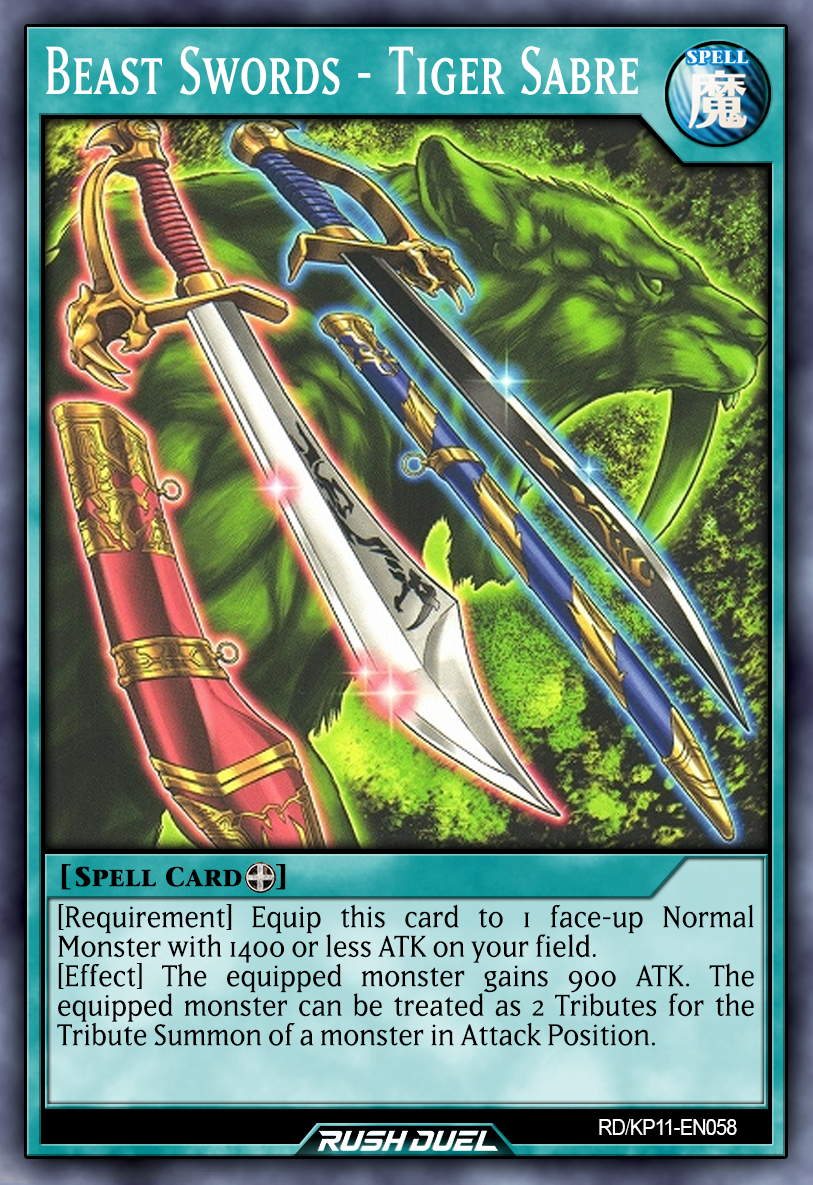 Beast Swords - Tiger Sabre
SPELL
魔
[Spell Card]
[Requirement] Equip this card to 1 face-up Normal
Monster with 1400 or less ATK on your field.
[Effect] The equipped monster gains 900 ATK. The
equipped monster can be treated as 2 Tributes for the
Tribute Summon of a monster in Attack Position.
RD/KP11-EN058
RUSH DUEL